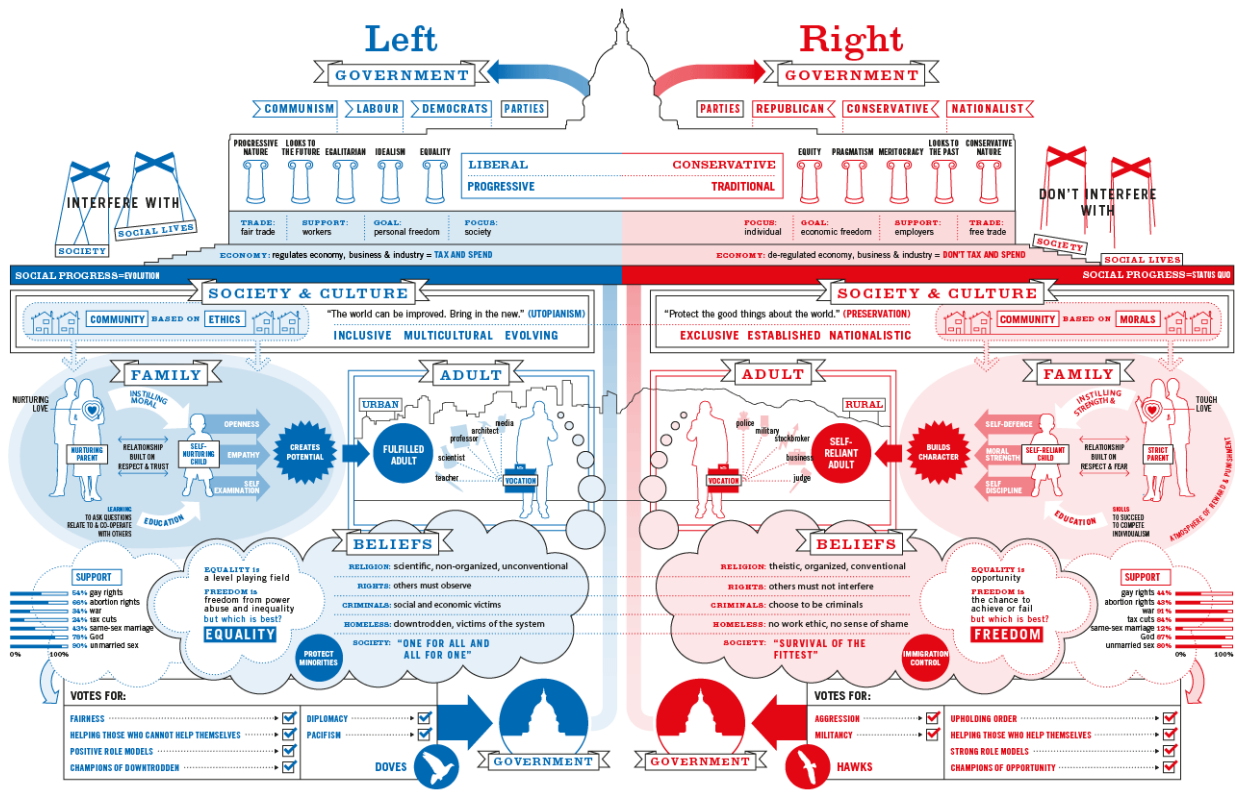 Left
Right
GOVERNMENT
GOVERNMENT
COMMUNISM
LABOUR
DEMOCRATS
PARTIES
PARTIES
REPUBLICAN
CONSERVATIVE
NATIONALIST
PROGRESSIVE
NATURE
LOOKS TO
THE FUTURE
EGALITARIAN
IDEALISM
EQUALITY
LIBERAL
CONSERVATIVE
PROGRESSIVE
TRADITIONAL
EQUITY
PRAGMATISM
MERITOCRACY
LOOKS TO
THE PAST
CONSERVATIVE
NATURE
INTERFERE WITH
SOCIETY
SOCIAL LIVES
DON'T INTERFERE
WITH
SOCIETY
SOCIAL LIVES
TRADE:
fair trade
SUPPORT:
workers
GOAL:
personal freedom
FOCUS:
society
FOCUS:
individual
GOAL:
economic freedom
SUPPORT:
employers
TRADE:
free trade
ECONOMY: regulates economy, business & industry = TAX AND SPEND
ECONOMY: de-regulated economy, business & industry = DON'T TAX AND SPEND
SOCIAL PROGRESS=EVOLUTION
SOCIAL PROGRESS=STATUS QUO
SOCIETY & CULTURE
COMMUNITY BASED ON ETHICS
"The world can be improved. Bring in the new." (UTOPIANISM)
INCLUSIVE MULTICULTURAL EVOLVING
SOCIETY & CULTURE
"Protect the good things about the world." (PRESERVATION)
EXCLUSIVE ESTABLISHED NATIONALISTIC
COMMUNITY BASED ON MORALS
FAMILY
NURTURING
LOVE
INSTILLING
MORAL
NURTURING
PARENT
RELATIONSHIP
BUILT ON
RESPECT & TRUST
SELF-
NURTURING
CHILD
OPENNESS
EMPATHY
SELF
EXAMINATION
CREATES
POTENTIAL
LEARNING
TO ASK QUESTIONS
RELATE TO & CO-OPERATE
WITH OTHERS
EDUCATION
ADULT
URBAN
FULFILLED
ADULT
media
architect
professor
scientist
teacher
VOCATION
ADULT
RURAL
police
military
stockbroker
business
judge
VOCATION
SELF-
RELIANT
ADULT
FAMILY
BUILDS
CHARACTER
SELF-DEFENCE
MORAL
STRENGTH
SELF
DISCIPLINE
SELF-RELIANT
CHILD
INSTILLING
STRENGTH &
RELATIONSHIP
BUILT ON
RESPECT & FEAR
STRICT
PARENT
TOUGH
LOVE
EDUCATION
SKILLS
TO SUCCEED
TO COMPETE
INDIVIDUALISM
ATMOSPHERE OF REWARD & PUNISHMENT
BELIEFS
RELIGION: scientific, non-organized, unconventional
RIGHTS: others must observe
CRIMINALS: social and economic victims
HOMELESS: downtrodden, victims of the system
SOCIETY: "ONE FOR ALL AND
ALL FOR ONE"
EQUALITY is
a level playing field
FREEDOM is
freedom from power
abuse and inequality
but which is best?
EQUALITY
PROTECT
MINORITIES
SUPPORT
54% gay rights
66% abortion rights
34% war
24% tax cuts
43% same-sex marriage
78% God
90% unmarried sex
0% 100%
BELIEFS
RELIGION: theistic, organized, conventional
RIGHTS: others must not interfere
CRIMINALS: choose to be criminals
HOMELESS: no work ethic, no sense of shame
SOCIETY: "SURVIVAL OF THE
FITTEST"
IMMIGRATION
CONTROL
EQUALITY is
opportunity
FREEDOM is
the chance to
achieve or fail
but which is best?
FREEDOM
SUPPORT
gay rights 44%
abortion rights 43%
war 91%
tax cuts 84%
same-sex marriage 12%
God 87%
unmarried sex 80%
0% 100%
VOTES FOR:
FAIRNESS
HELPING THOSE WHO CANNOT HELP THEMSELVES
POSITIVE ROLE MODELS
CHAMPIONS OF DOWNTRODDEN
DIPLOMACY
PACIFISM
DOVES
GOVERNMENT
GOVERNMENT
VOTES FOR:
AGGRESSION
MILITANCY
HAWKS
UPHOLDING ORDER
HELPING THOSE WHO HELP THEMSELVES
STRONG ROLE MODELS
CHAMPIONS OF OPPORTUNITY